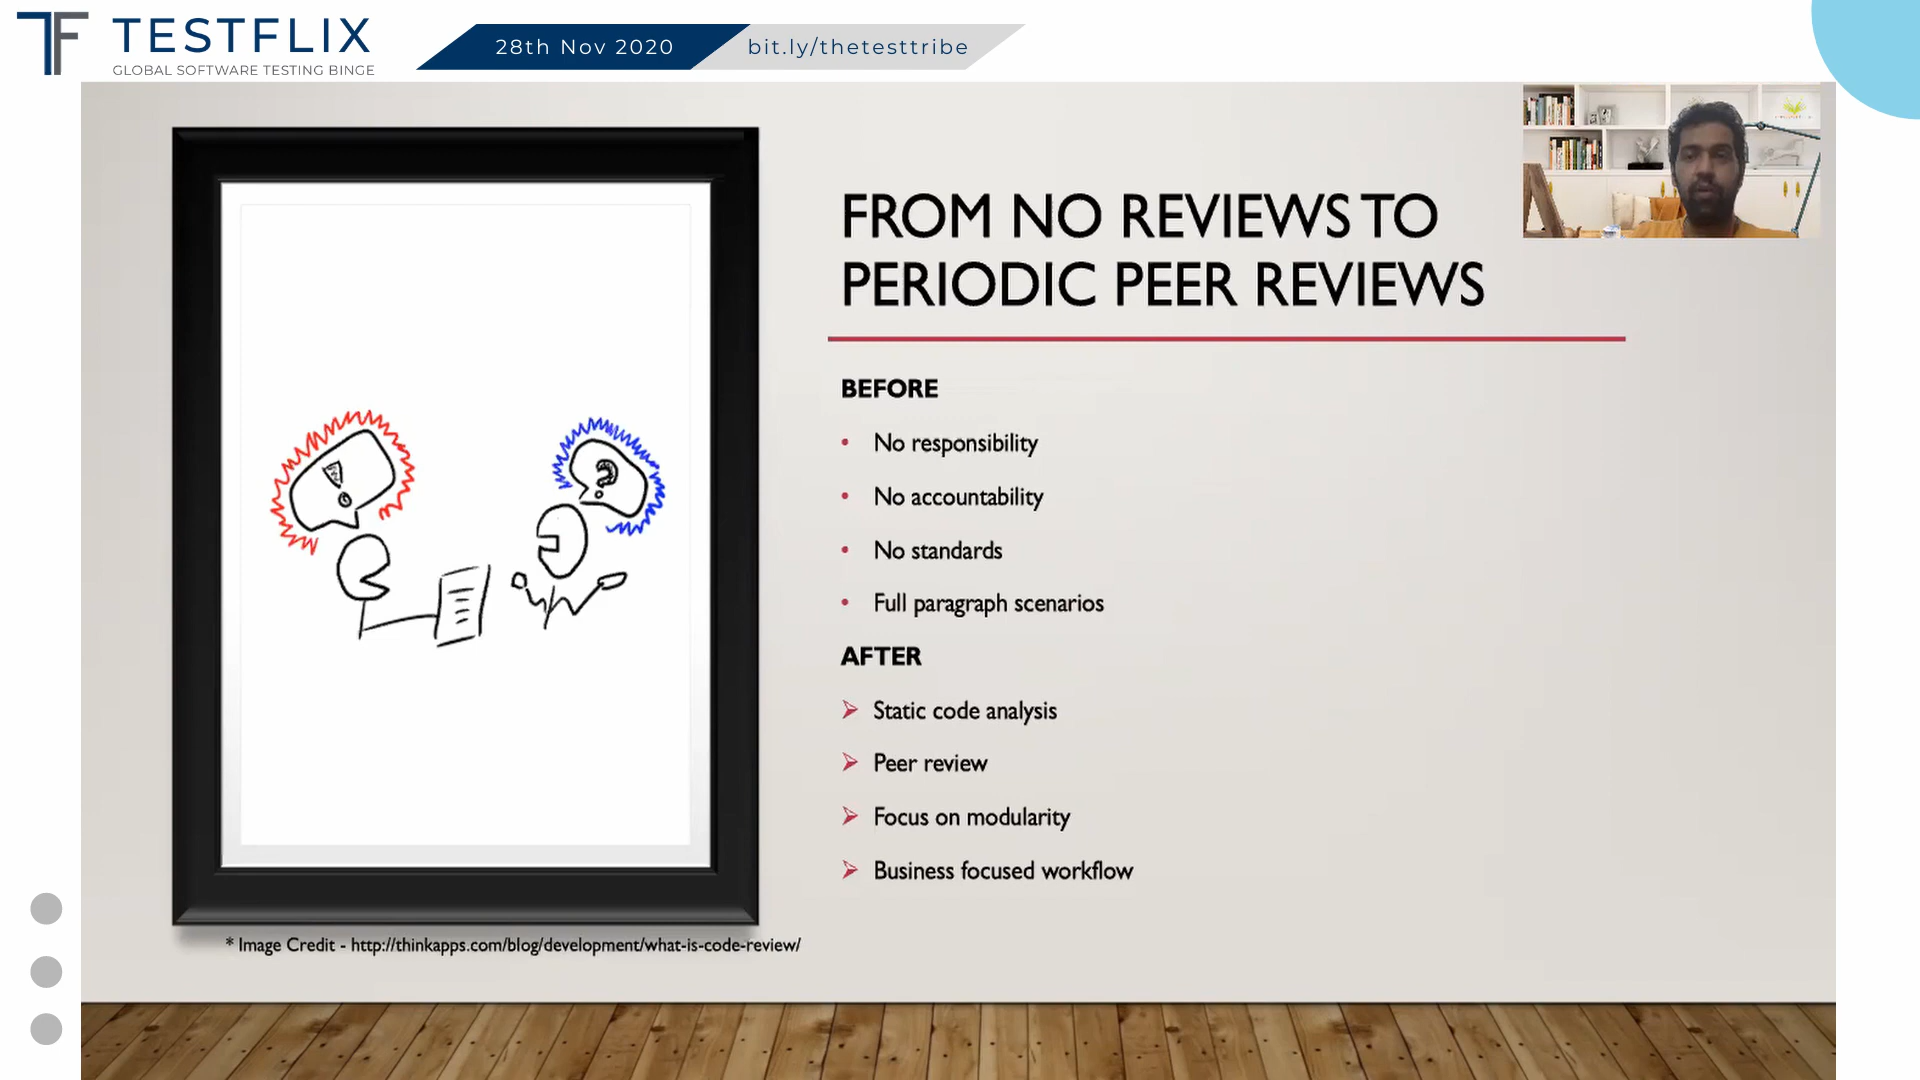 TF TESTFLIX
GLOBAL SOFTWARE TESTING BINGE
28th Nov 2020
bit.ly/thetesttribe
FROM NO REVIEWS TO
PERIODIC PEER REVIEWS
BEFORE
• No responsibility
• No accountability
• No standards
• Full paragraph scenarios
AFTER
➢ Static code analysis
➢ Peer review
➢ Focus on modularity
➢ Business focused workflow
* Image Credit - http://thinkapps.com/blog/development/what-is-code-review/